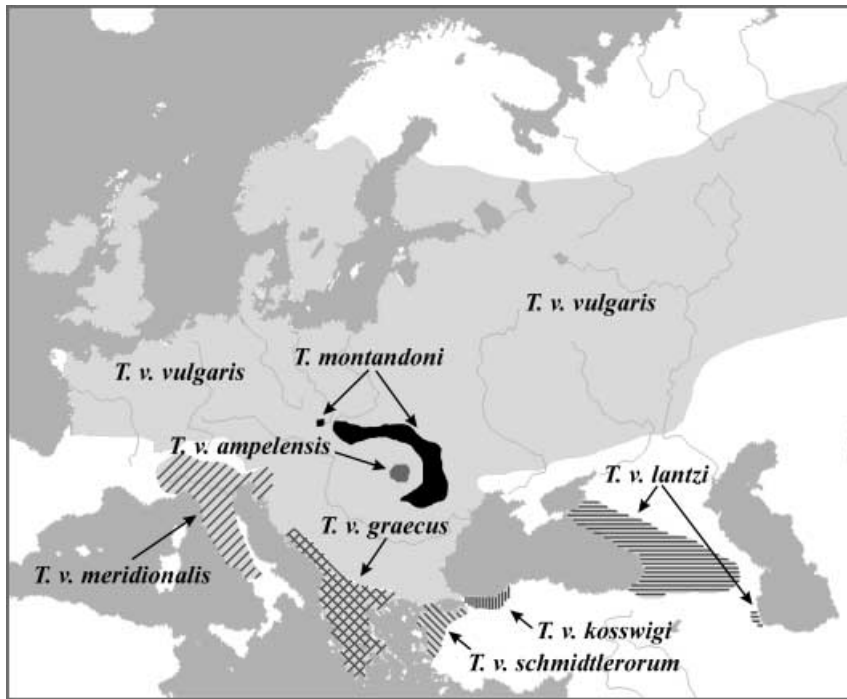 T. v. vulgaris
T. montandoni
T. v. vulgaris
T. v. ampelensis
T. v. lantzi
T. v. graecus
T. v. meridionalis
T. v. kosswigi
T. v. schmidtlerorum